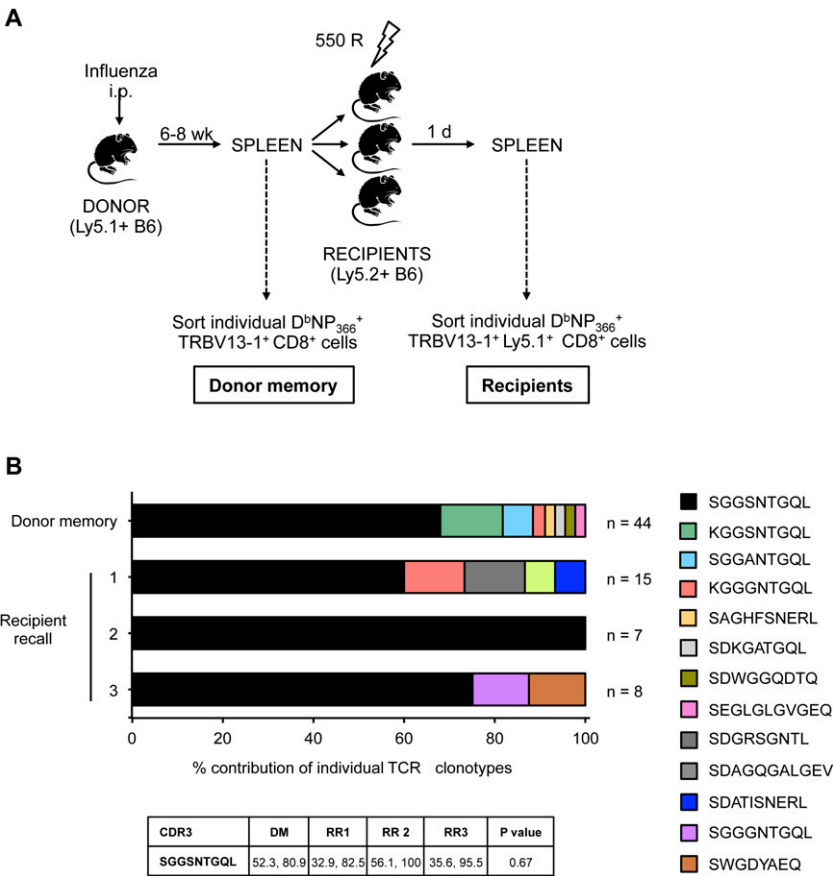 A
550 R
Influenza
i.p.
6-8 wk
SPLEEN
1 d
SPLEEN
DONOR
(Ly5.1+ B6)
RECIPIENTS
(Ly5.2+ B6)
Sort individual DᵇNP₃₆₆⁺
TRBV13-1⁺ CD8⁺ cells
Sort individual DᵇNP₃₆₆⁺
TRBV13-1⁺ Ly5.1⁺ CD8⁺ cells
Donor memory
Recipients
B
Donor memory
n = 44
1
n = 15
Recipient
recall
2
n = 7
3
n = 8
0 20 40 60 80 100
% contribution of individual TCR clonotypes
SGGSNTGQL
KGGSNTGQL
SGGANTGQL
KGGGNTGQL
SAGHFSNERL
SDKGATGQL
SDWGGQDTQ
SEGLGLGVGEQ
SDGRSGNTL
SDAGQGALGEV
SDATISNERL
SGGGNTGQL
SWGDYAEQ
CDR3 DM RR1 RR 2 RR3 P value
SGGSNTGQL 52.3, 80.9 32.9, 82.5 56.1, 100 35.6, 95.5 0.67